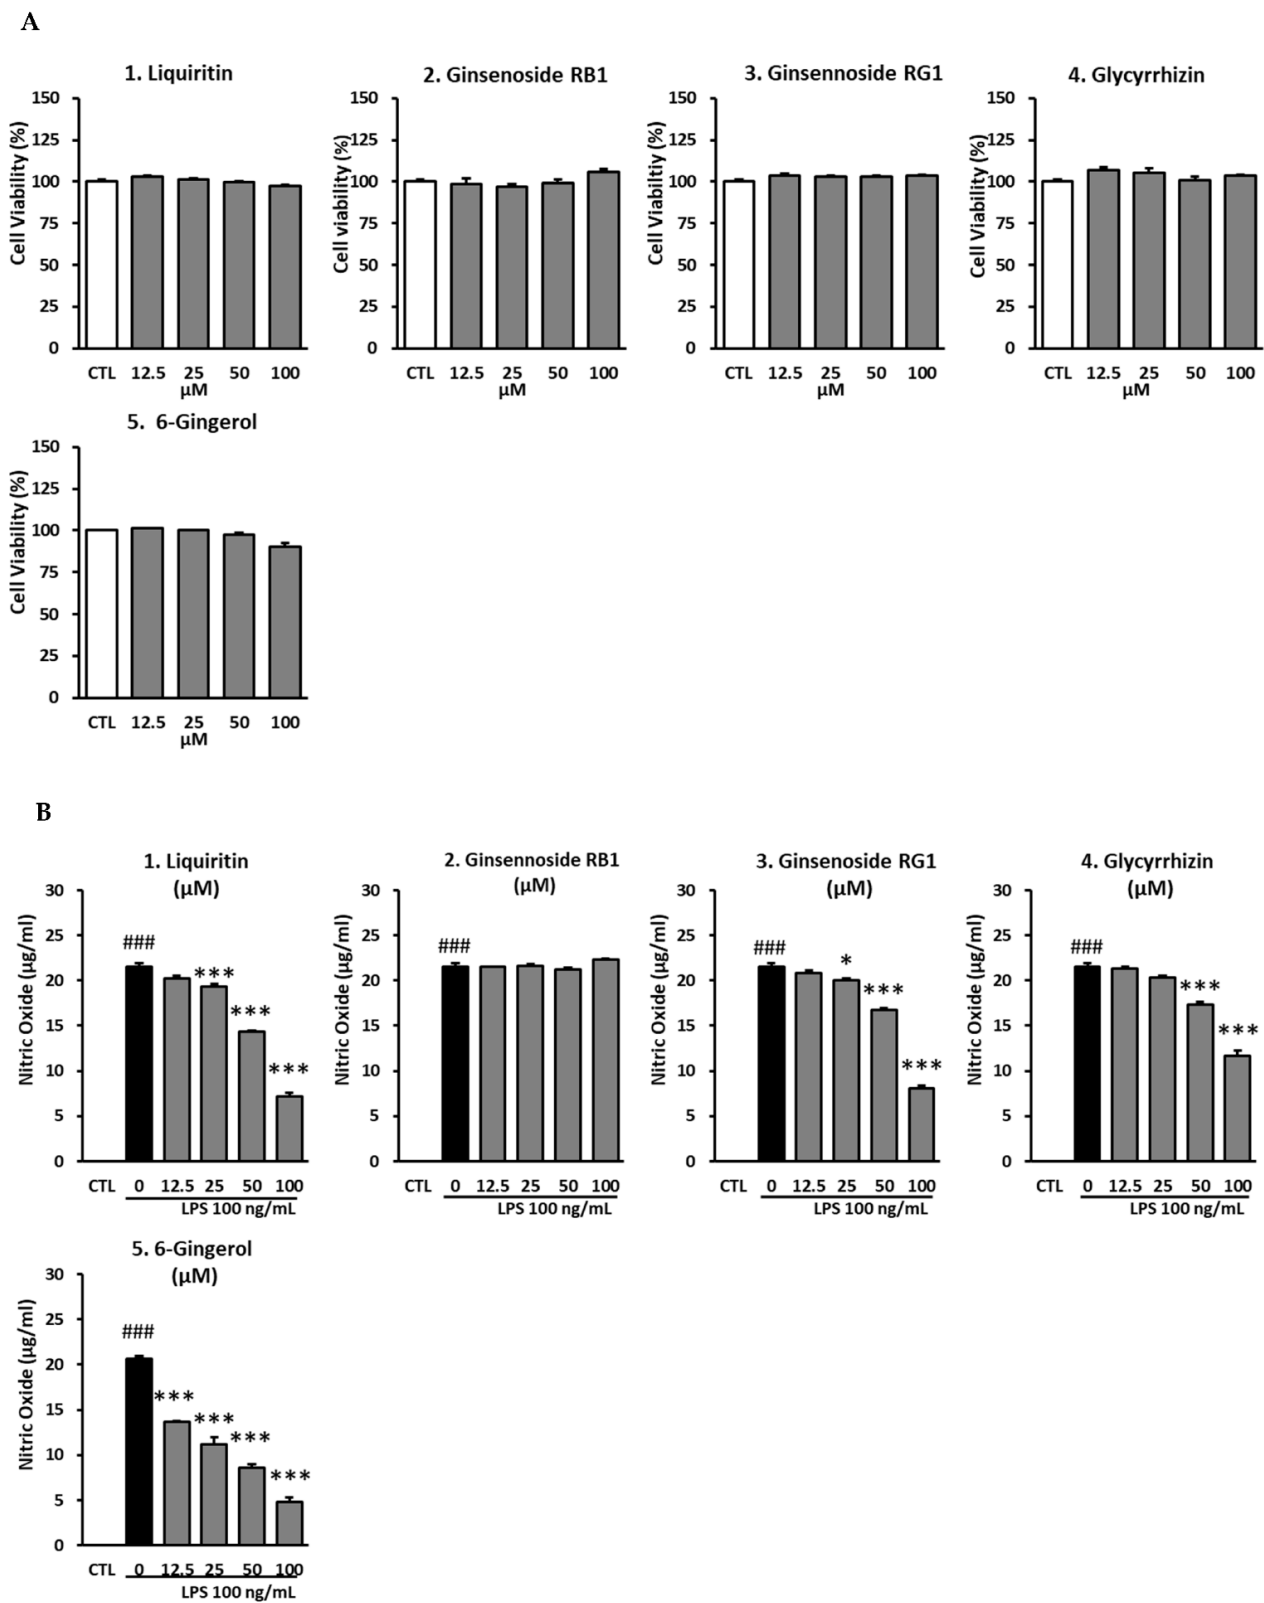 A
1. Liquiritin
2. Ginsenoside RB1
3. Ginsennoside RG1
4. Glycyrrhizin
Cell Viability (%)
150
125
100
75
50
25
0
CTL 12.5 25 50 100
µM
Cell viability (%)
150
125
100
75
50
25
0
CTL 12.5 25 50 100
µM
Cell Viabiltiy (%)
150
125
100
75
50
25
0
CTL 12.5 25 50 100
µM
Cell Viability (%)
150
125
100
75
50
25
0
CTL 12.5 25 50 100
µM
5. 6-Gingerol
Cell Viability (%)
150
125
100
75
50
25
0
CTL 12.5 25 50 100
µM
B
1. Liquiritin
(µM)
Nitric Oxide (µg/ml)
30
25
20
15
10
5
0
###
***
***
***
CTL 0 12.5 25 50 100
LPS 100 ng/mL
2. Ginsennoside RB1
(µM)
Nitric Oxide (µg/ml)
30
25
20
15
10
5
0
###
CTL 0 12.5 25 50 100
LPS 100 ng/mL
3. Ginsenoside RG1
(µM)
Nitric Oxide (µg/ml)
30
25
20
15
10
5
0
###
*
***
***
CTL 0 12.5 25 50 100
LPS 100 ng/mL
4. Glycyrrhizin
(µM)
Nitric Oxide (µg/ml)
30
25
20
15
10
5
0
###
***
***
CTL 0 12.5 25 50 100
LPS 100 ng/mL
5. 6-Gingerol
(µM)
Nitric Oxide (µg/ml)
30
25
20
15
10
5
0
###
***
***
***
***
CTL 0 12.5 25 50 100
LPS 100 ng/mL